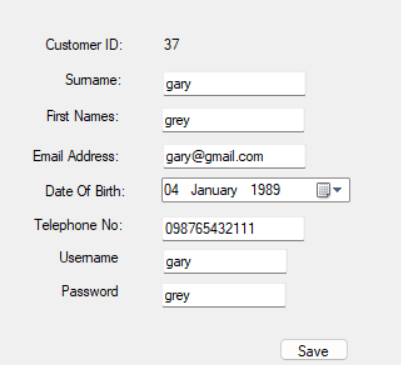 Customer ID: 37
Surname: gary
First Names: grey
Email Address: gary@gmail.com
Date Of Birth: 04 January 1989
Telephone No: 098765432111
Username gary
Password grey
Save